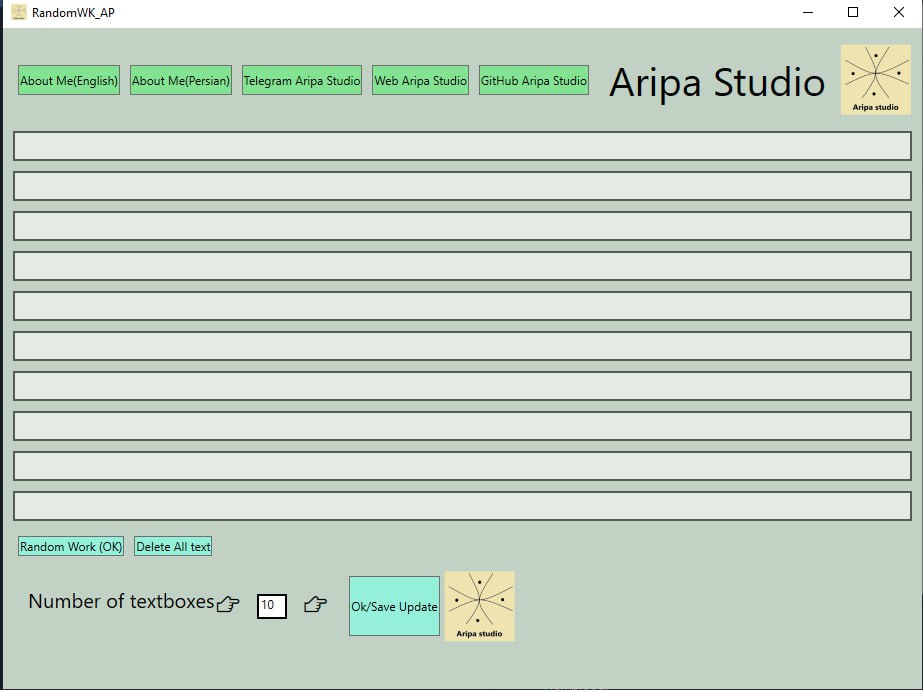 RandomWK_AP
About Me(English) About Me(Persian) Telegram Aripa Studio Web Aripa Studio GitHub Aripa Studio Aripa Studio
Aripa studio
Random Work (OK) Delete All text
Number of textboxes 10 Ok/Save Update
Aripa studio